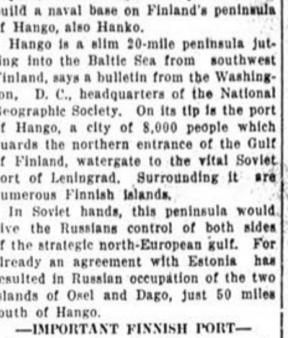 uild a naval base on Finland's peninsula
f Hango, also Hanko.
Hango is a slim 20-mile peninsula jut-
ing into the Baltic Sea from southwest
inland, says a bulletin from the Washing-
on, D. C., headquarters of the National
eographic Society. On its tip is the port
f Hango, a city of 8,000 people which
uards the northern entrance of the Gulf
f Finland, watergate to the vital Soviet
ort of Leningrad. Surrounding it are
umerous Finnish islands.
In Soviet hands, this peninsula would
ive the Russians control of both sides
f the strategic north-European gulf. For
lready an agreement with Estonia has
esulted in Russian occupation of the two
slands of Osel and Dago, just 50 miles
outh of Hango.
—IMPORTANT FINNISH PORT—